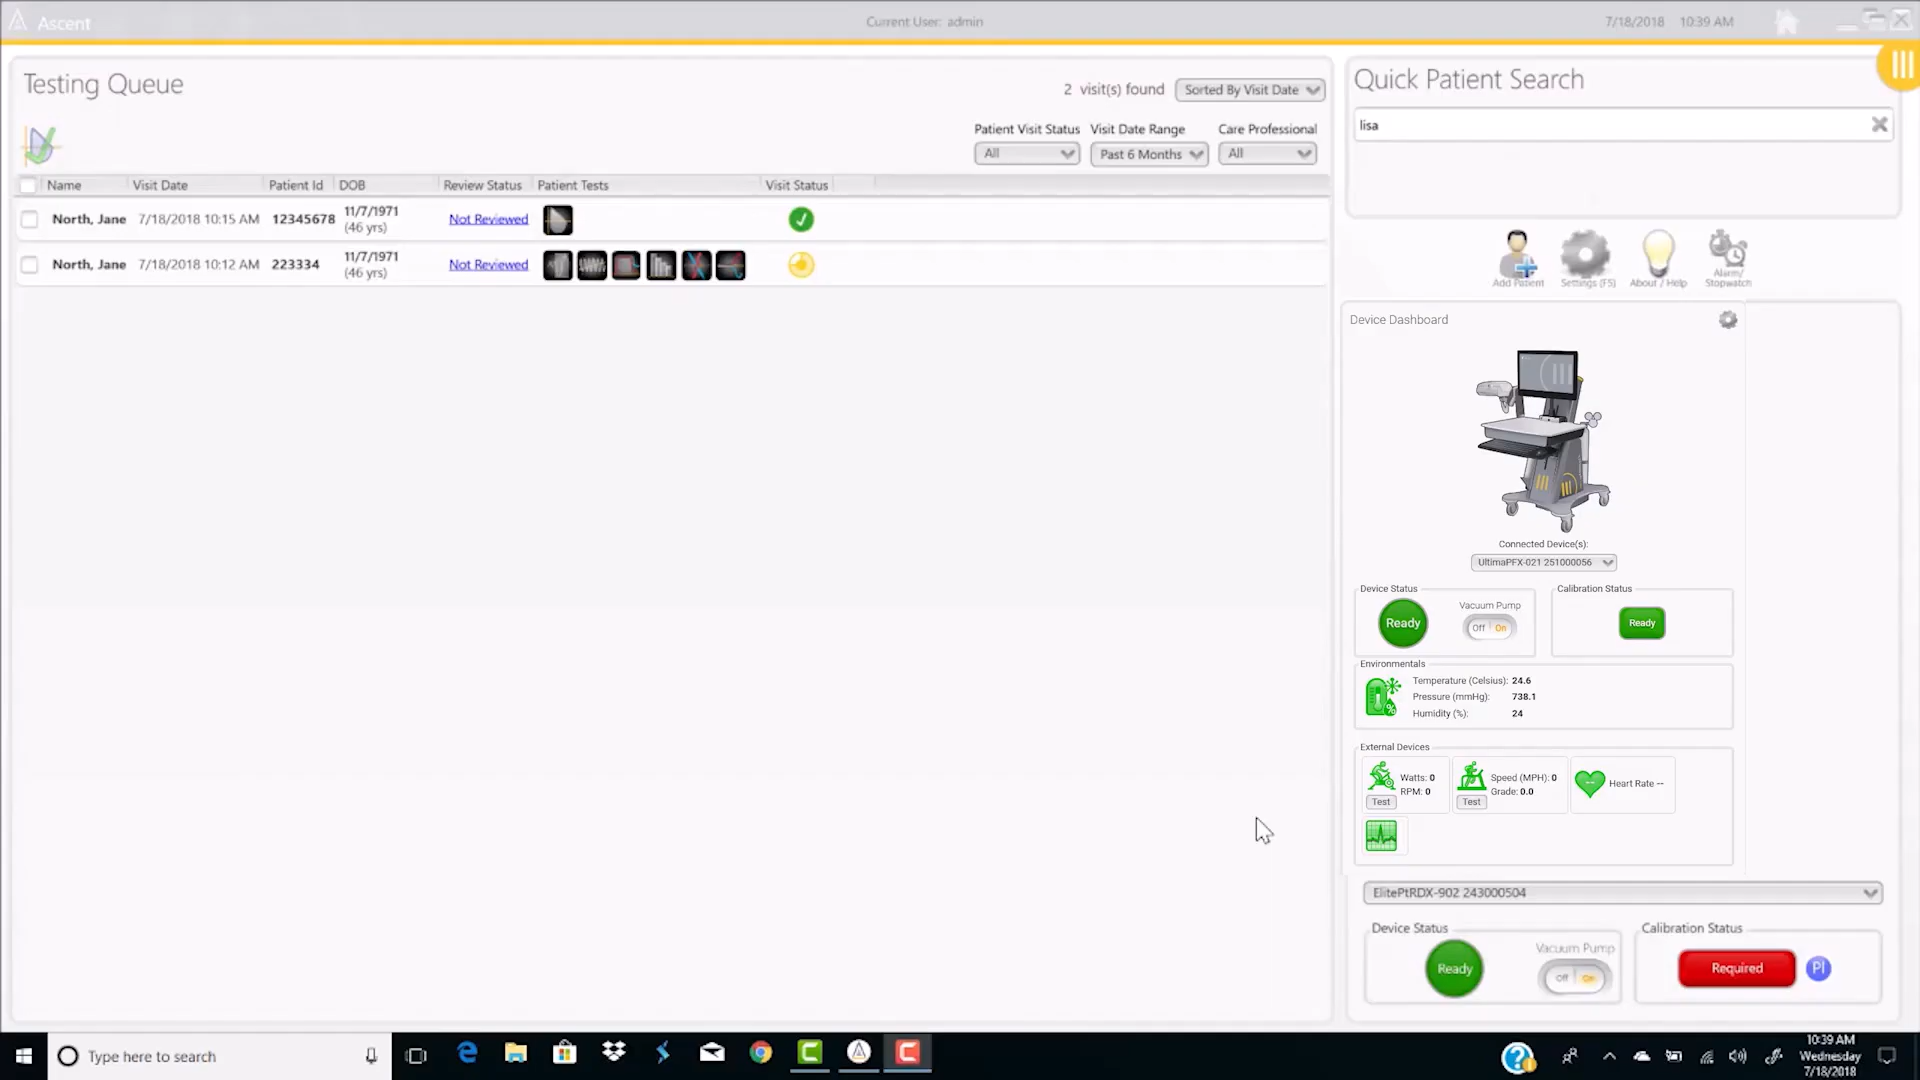 Ascent
Current User: admin
7/18/2018 10:39 AM
Testing Queue
2 visit(s) found
Sorted By Visit Date
Patient Visit Status
Visit Date Range
Care Professional
All
Past 6 Months
All
Name
Visit Date
Patient Id
DOB
Review Status
Patient Tests
Visit Status
North, Jane 7/18/2018 10:15 AM 12345678 11/7/1971 Not Reviewed
(46 yrs)
North, Jane 7/18/2018 10:12 AM 223334 11/7/1971 Not Reviewed
(46 yrs)
Quick Patient Search
lisa
Add Patient
Settings (F5)
About / Help
Alarm/
Stopwatch
Device Dashboard
Connected Device(s):
UltimaPFX-021 251000056
Device Status
Ready
Vacuum Pump
Off On
Calibration Status
Ready
Environmentals
Temperature (Celsius): 24.6
Pressure (mmHg): 738.1
Humidity (%): 24
External Devices
Watts: 0
RPM: 0
Test
Speed (MPH): 0
Grade: 0.0
Test
Heart Rate --
ElitePtRDX-902 243000504
Device Status
Ready
Vacuum Pump
Off On
Calibration Status
Required
PI
Type here to search
10:39 AM
Wednesday
7/18/2018